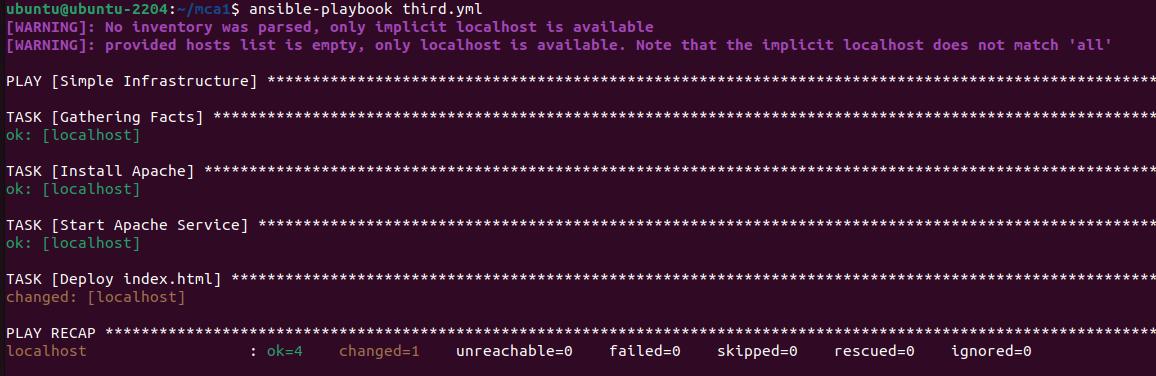 ubuntu@ubuntu-2204:~/mca1$ ansible-playbook third.yml
[WARNING]: No inventory was parsed, only implicit localhost is available
[WARNING]: provided hosts list is empty, only localhost is available. Note that the implicit localhost does not match 'all'
PLAY [Simple Infrastructure] ***************************************************************************************************
TASK [Gathering Facts] *********************************************************************************************************
ok: [localhost]
TASK [Install Apache] **********************************************************************************************************
ok: [localhost]
TASK [Start Apache Service] ****************************************************************************************************
ok: [localhost]
TASK [Deploy index.html] *******************************************************************************************************
changed: [localhost]
PLAY RECAP *********************************************************************************************************************
localhost                  : ok=4    changed=1    unreachable=0    failed=0    skipped=0    rescued=0    ignored=0